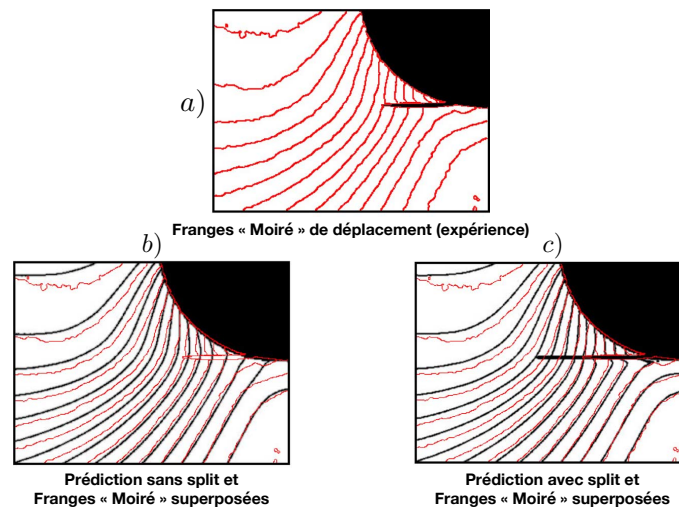 a)
Franges « Moiré » de déplacement (expérience)
b)
c)
Prédiction sans split et
Franges « Moiré » superposées
Prédiction avec split et
Franges « Moiré » superposées